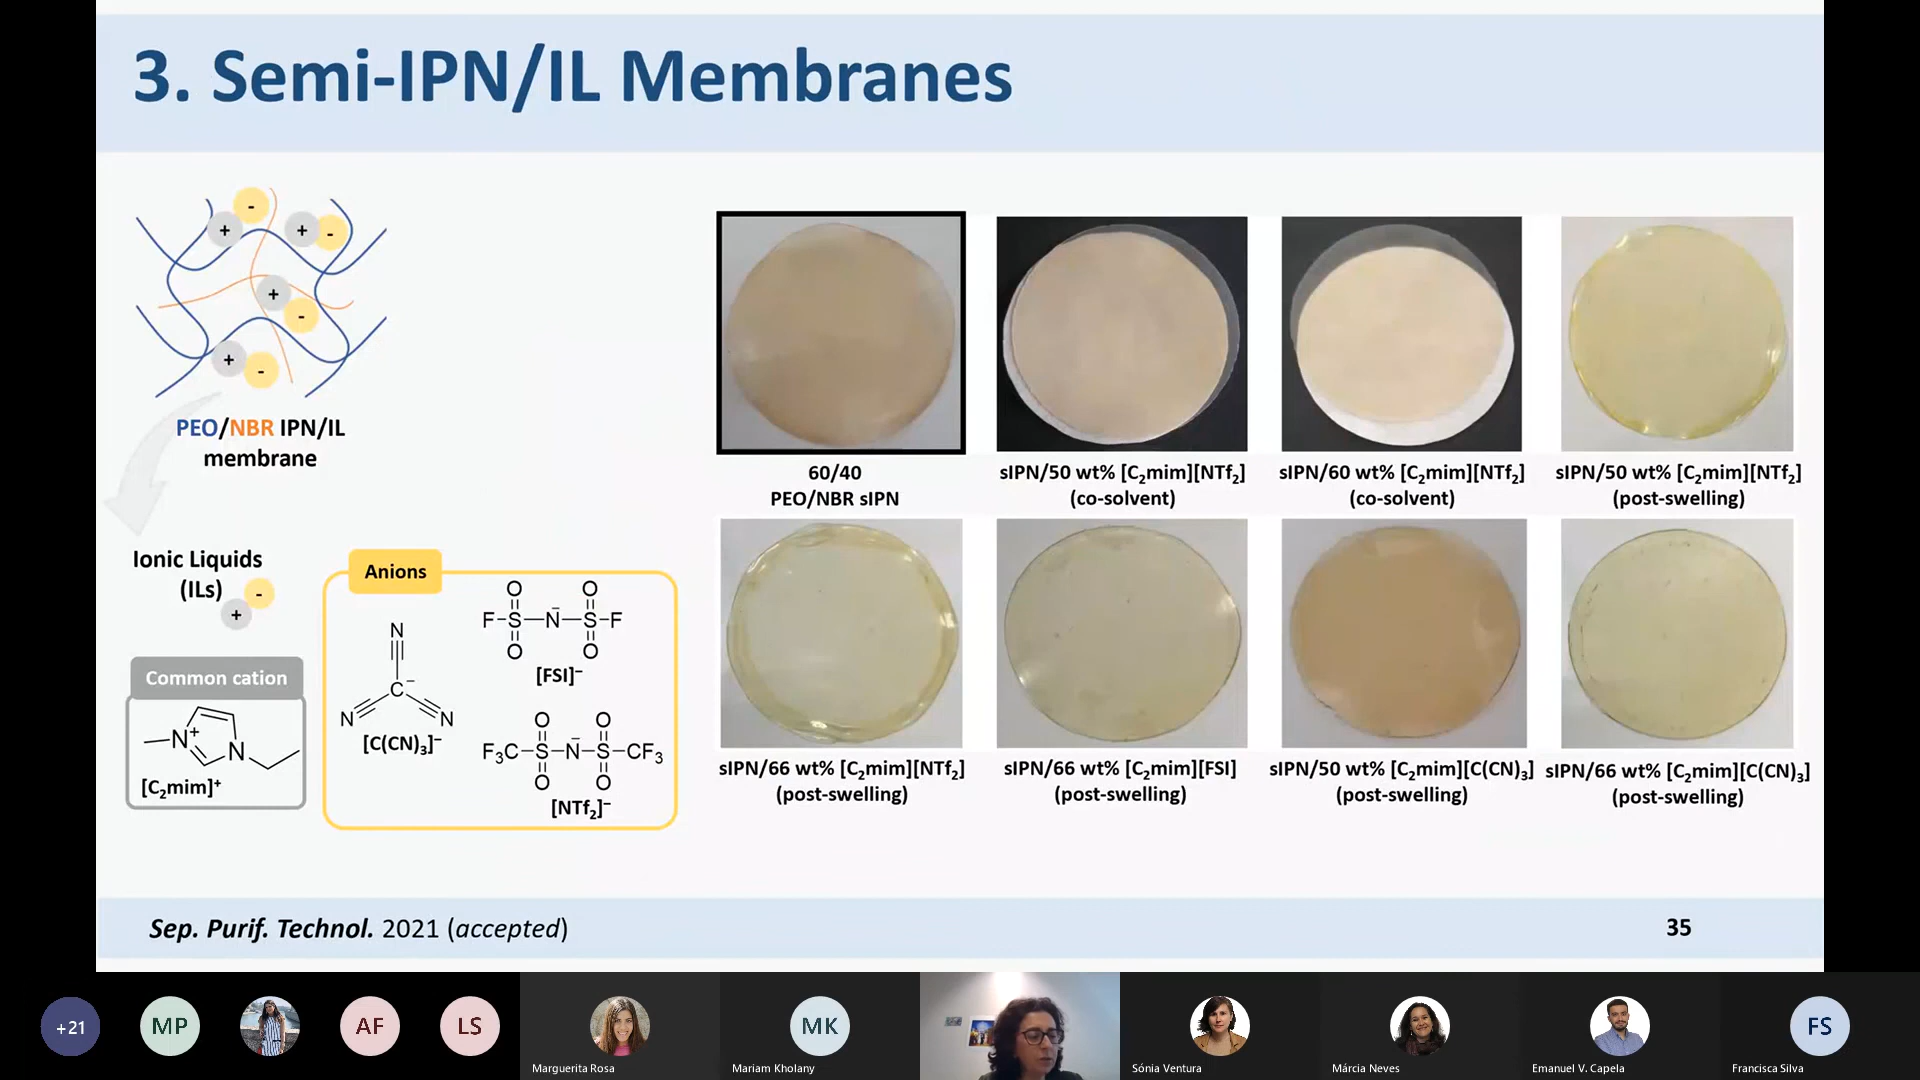 3. Semi-IPN/IL Membranes
-
+
+
-
+
-
+
-
PEO/NBR IPN/IL
membrane
Ionic Liquids
(ILs)
-
+
Common cation
N+
N
[C₂mim]⁺
Anions
N
C⁻
N
N
[C(CN)₃]⁻
O
O
F-S-N⁻-S-F
O
O
[FSI]⁻
O
O
F₃C-S-N⁻-S-CF₃
O
O
[NTf₂]⁻
60/40
PEO/NBR sIPN
sIPN/50 wt% [C₂mim][NTf₂]
(co-solvent)
sIPN/60 wt% [C₂mim][NTf₂]
(co-solvent)
sIPN/50 wt% [C₂mim][NTf₂]
(post-swelling)
sIPN/66 wt% [C₂mim][NTf₂]
(post-swelling)
sIPN/66 wt% [C₂mim][FSI]
(post-swelling)
sIPN/50 wt% [C₂mim][C(CN)₃]
(post-swelling)
sIPN/66 wt% [C₂mim][C(CN)₃]
(post-swelling)
Sep. Purif. Technol. 2021 (accepted)
35
+21
MP
AF
LS
Marguerita Rosa
MK
Mariam Kholany
Sónia Ventura
Márcia Neves
Emanuel V. Capela
FS
Francisca Silva